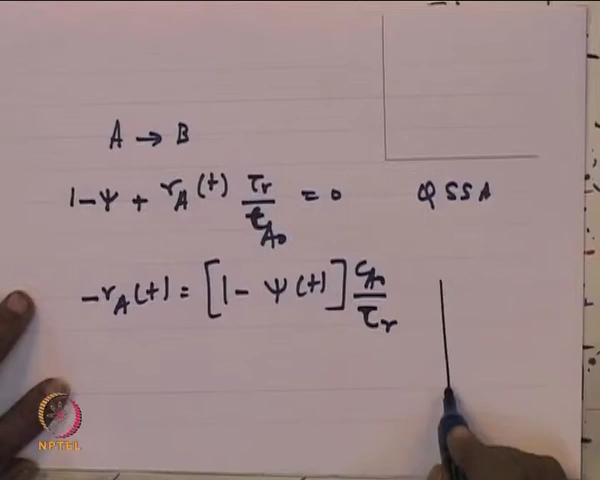 A → B
1 - Ψ + r_A(t) τ_r / C_A0 = 0 QSSA
-r_A(t) = [1 - Ψ(t)] C_A0 / τ_r
NPTEL